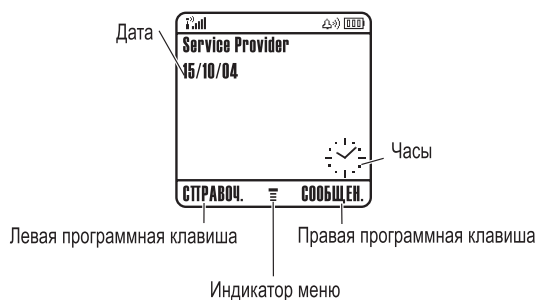 Дата
Service Provider
15/10/04
Часы
СПРАВОЧ.
СООБЩЕН.
Левая программная клавиша
Правая программная клавиша
Индикатор меню